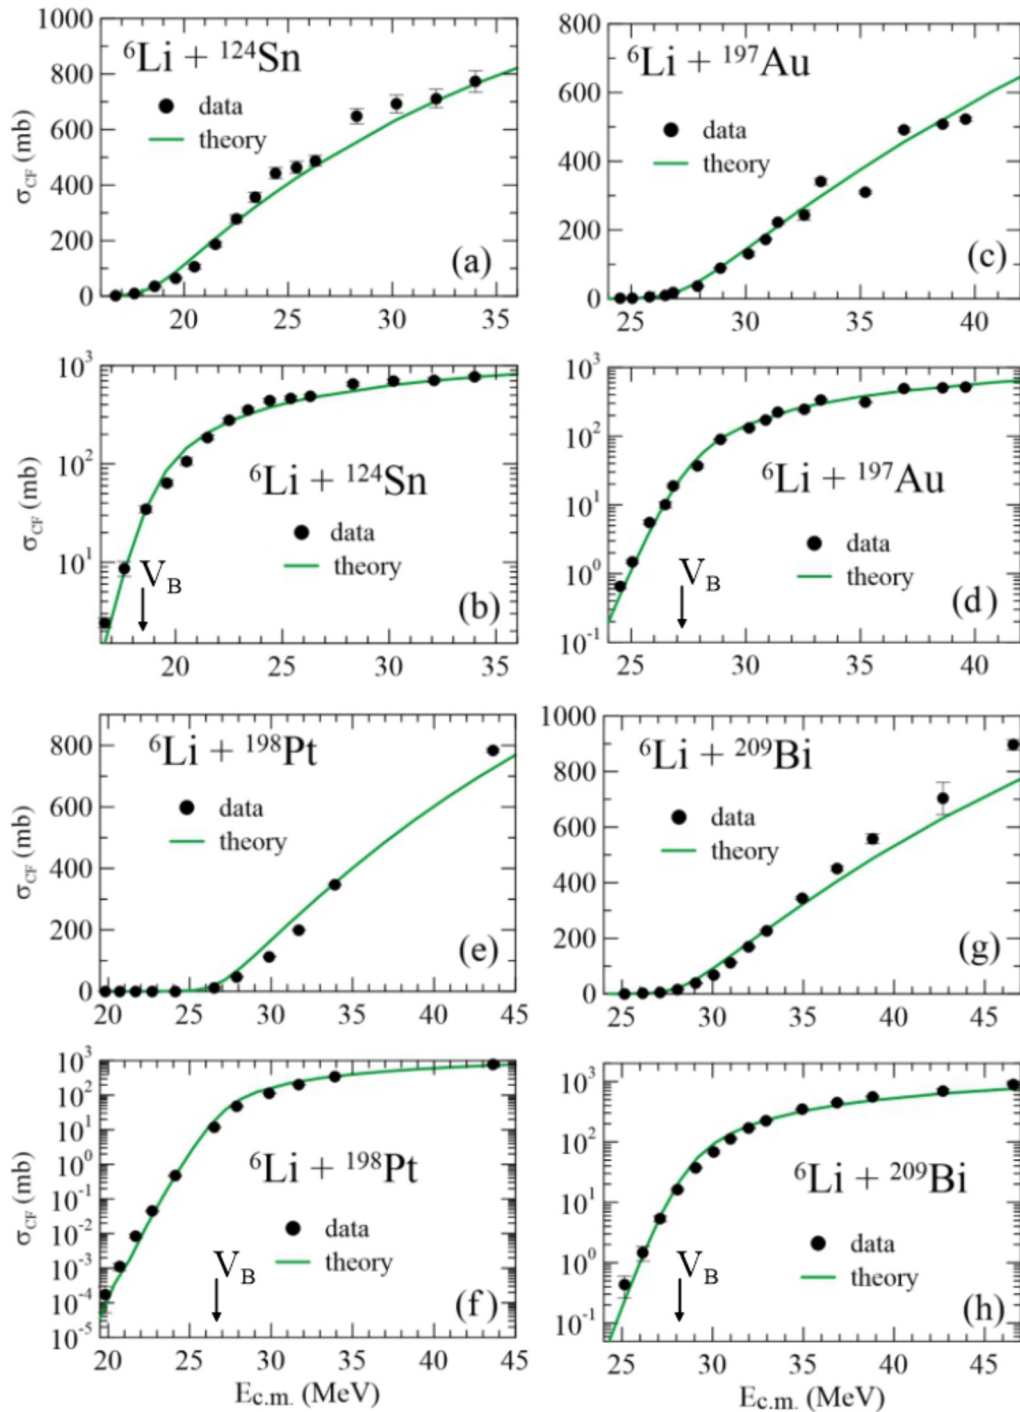 1000
800
600
400
200
0
σCF (mb)
⁶Li + ¹²⁴Sn
data
theory
(a)
20 25 30 35
800
600
400
200
0
⁶Li + ¹⁹⁷Au
data
theory
(c)
25 30 35 40
10³
10²
10¹
σCF (mb)
⁶Li + ¹²⁴Sn
data
theory
VB
(b)
20 25 30 35
10³
10²
10¹
10⁰
10⁻¹
⁶Li + ¹⁹⁷Au
data
theory
VB
(d)
25 30 35 40
800
600
400
200
0
σCF (mb)
⁶Li + ¹⁹⁸Pt
data
theory
(e)
20 25 30 35 40 45
1000
800
600
400
200
0
⁶Li + ²⁰⁹Bi
data
theory
(g)
25 30 35 40 45
10³
10²
10¹
10⁰
10⁻¹
10⁻²
10⁻³
10⁻⁴
10⁻⁵
σCF (mb)
⁶Li + ¹⁹⁸Pt
data
theory
VB
(f)
20 25 30 35 40 45
Ec.m. (MeV)
10³
10²
10¹
10⁰
10⁻¹
⁶Li + ²⁰⁹Bi
data
theory
VB
(h)
25 30 35 40 45
Ec.m. (MeV)